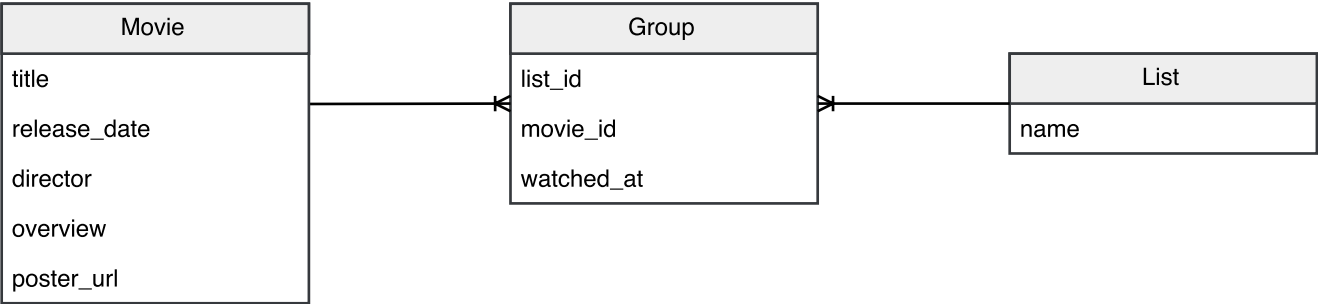 Movie
title
release_date
director
overview
poster_url
Group
list_id
movie_id
watched_at
List
name